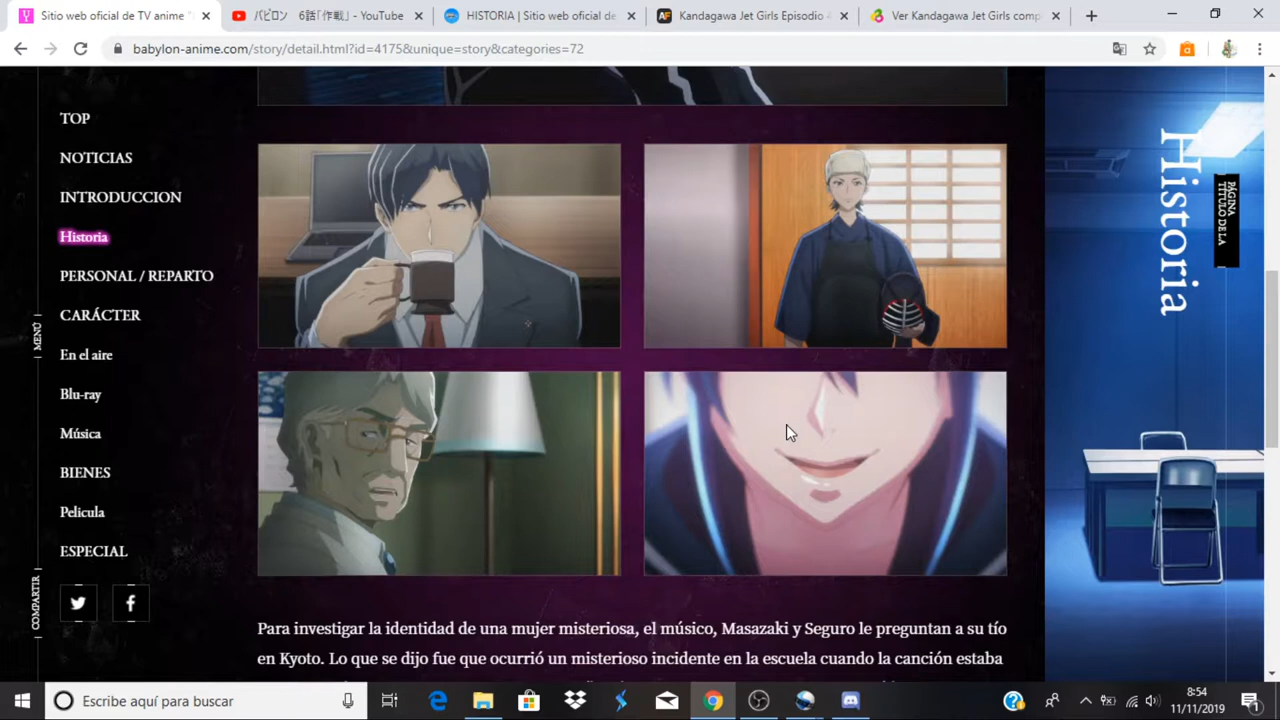 Sitio web oficial de TV anime "
バビロン 6話「作戦」 - YouTube
HISTORIA | Sitio web oficial de
Kandagawa Jet Girls Episodio 4
Ver Kandagawa Jet Girls comp
babylon-anime.com/story/detail.html?id=4175&unique=story&categories=72
TOP
NOTICIAS
INTRODUCCION
Historia
PERSONAL / REPARTO
CARÁCTER
En el aire
Blu-ray
Música
BIENES
Pelicula
ESPECIAL
MENÚ
COMPARTIR
Historia
PÁGINA
TÍTULO DE LA
Para investigar la identidad de una mujer misteriosa, el músico, Masazaki y Seguro le preguntan a su tío
en Kyoto. Lo que se dijo fue que ocurrió un misterioso incidente en la escuela cuando la canción estaba
Escribe aquí para buscar
8:54
11/11/2019